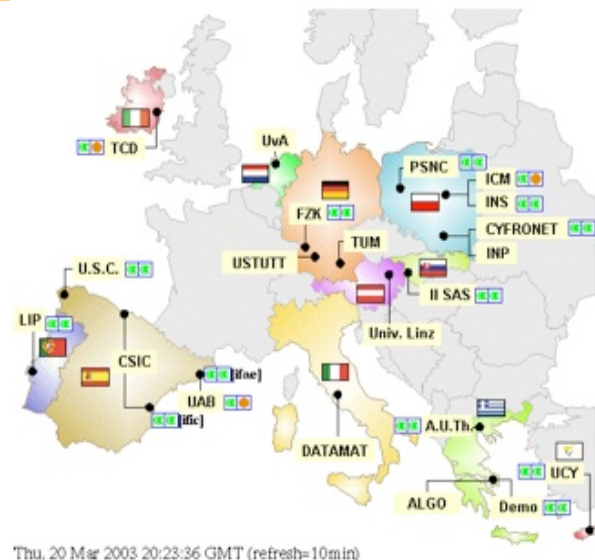 UvA
PSNC
TCD
ICM
INS
FZK
CYFRONET
TUM
INP
USTUTT
U.S.C.
II SAS
LIP
Univ. Linz
CSIC
[ifae]
UAB
[ific]
A.U.Th.
DATAMAT
UCY
ALGO
Demo
Thu, 20 Mar 2003 20:23:36 GMT (refresh=10min)